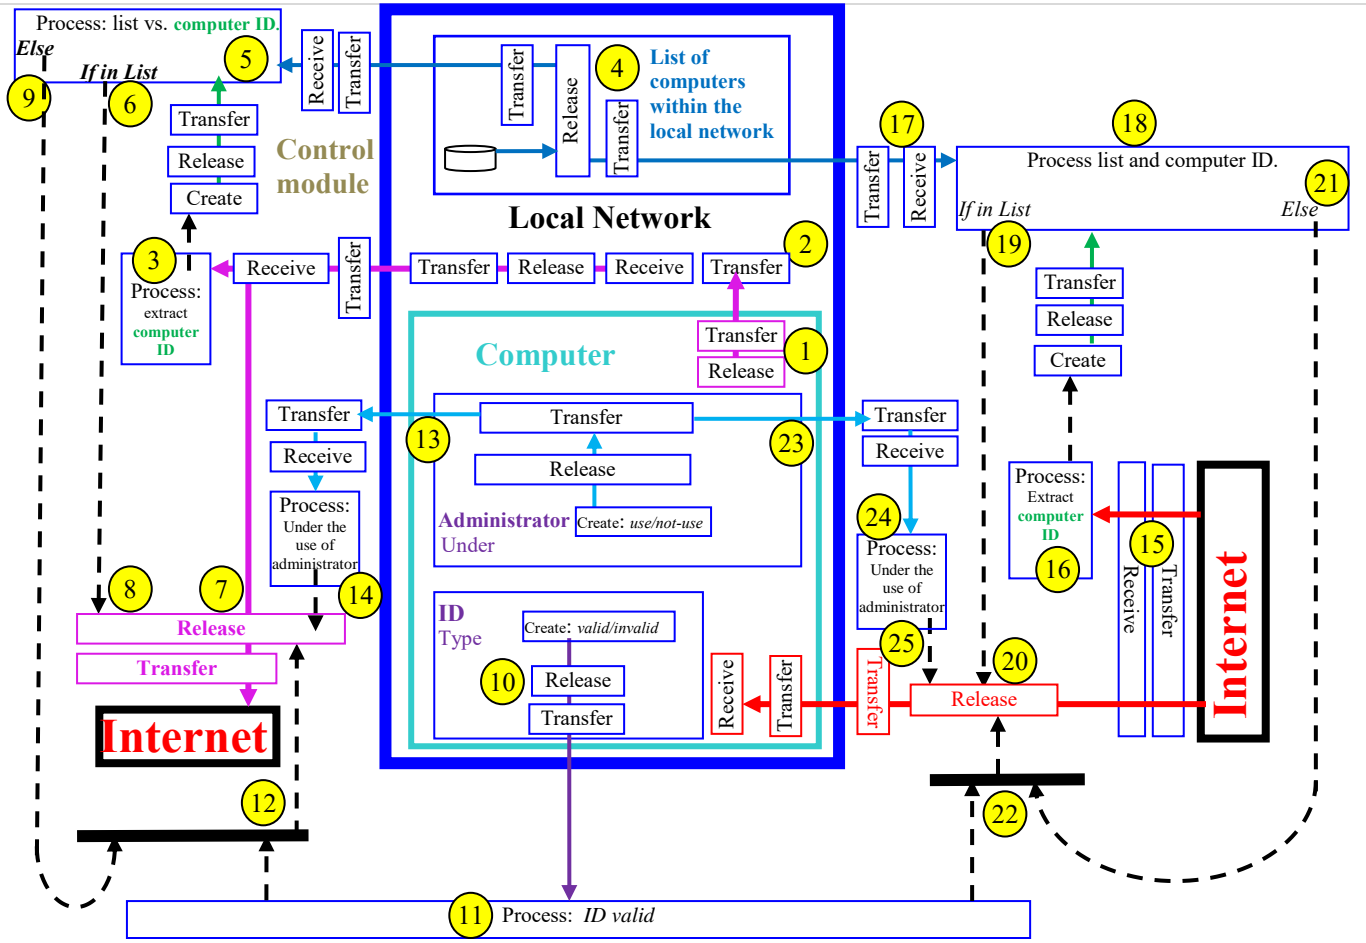 Process: list vs. computer ID.
Else
If in List
5
9
6
Transfer
Release
Create
Control
module
Receive
Transfer
Transfer
Release
4
List of
computers
within the
local network
Transfer
Local Network
17
Transfer
Receive
18
Process list and computer ID.
21
If in List
Else
19
3
Process:
extract
computer
ID
Receive
Transfer
Transfer
Release
Receive
Transfer
2
Transfer
Release
1
Computer
Transfer
Release
Create
Transfer
Receive
Process:
Under the
use of
administrator
14
13
Transfer
Release
Create: use/not-use
Administrator
Under
23
Transfer
Receive
24
Process:
Under the
use of
administrator
25
Process:
Extract
computer
ID
16
15
Receive
Transfer
Internet
8
7
Release
Transfer
Internet
12
ID
Type
Create: valid/invalid
10
Release
Transfer
Receive
Transfer
Transfer
20
Release
22
11
Process: ID valid